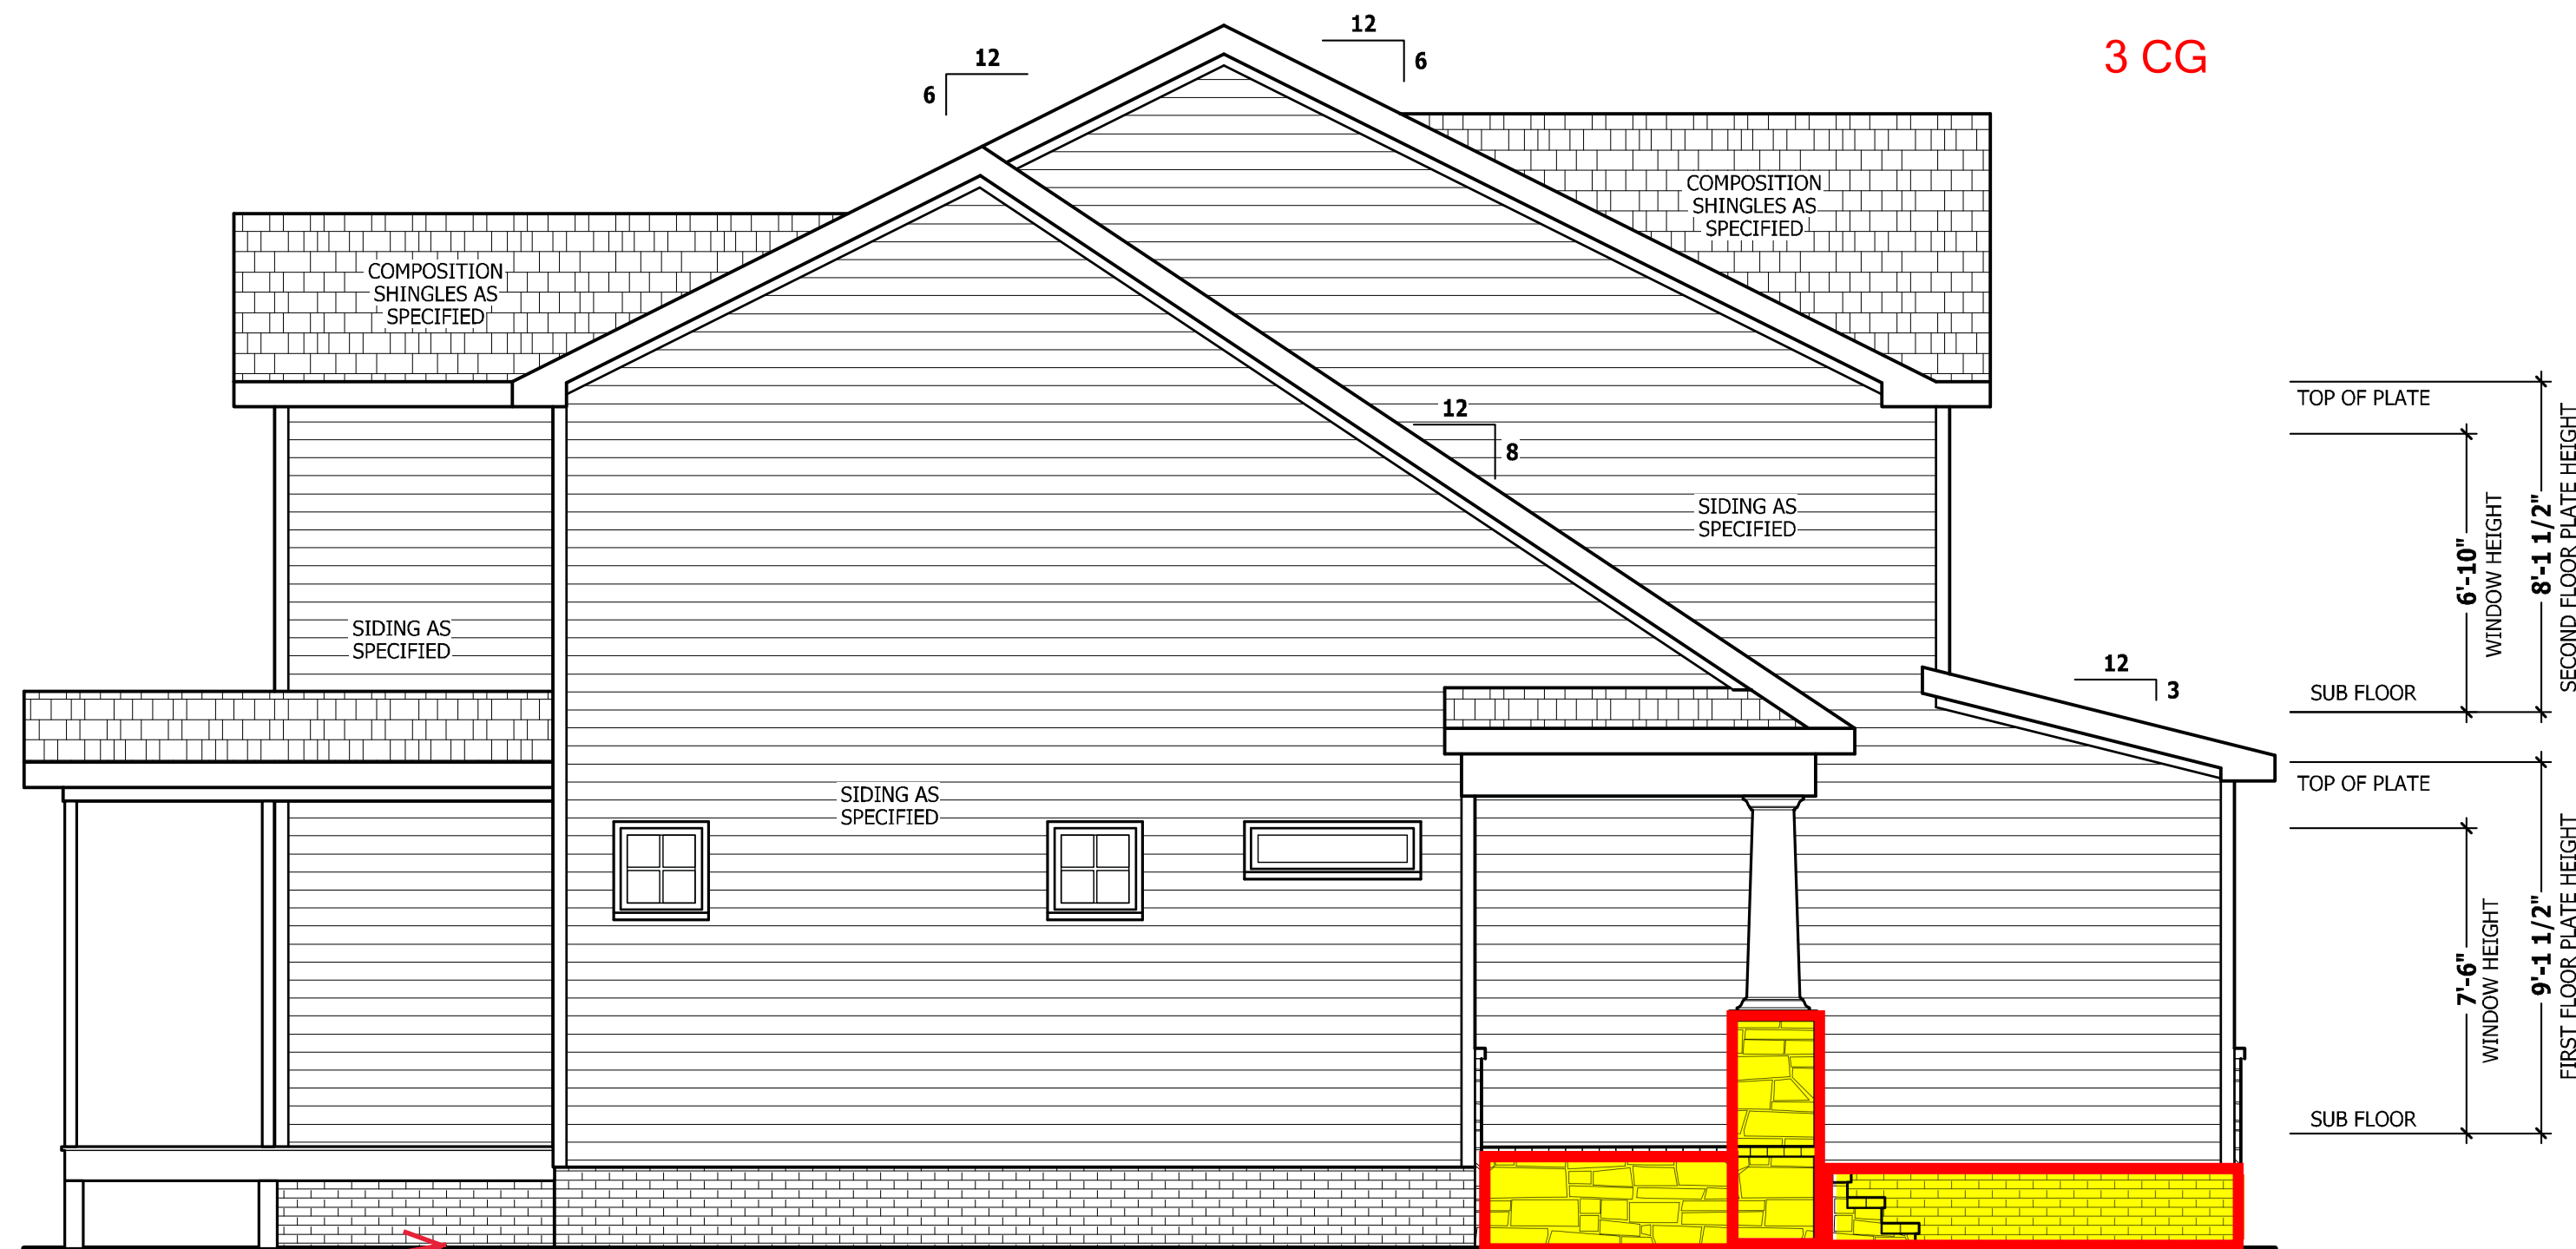 12
6
12
6
3 CG
COMPOSITION
SHINGLES AS
SPECIFIED
COMPOSITION
SHINGLES AS
SPECIFIED
12
8
SIDING AS
SPECIFIED
SIDING AS
SPECIFIED
SIDING AS
SPECIFIED
12
3
TOP OF PLATE
6'-10"
WINDOW HEIGHT
8'-1 1/2"
SECOND FLOOR PLATE HEIGHT
SUB FLOOR
TOP OF PLATE
7'-6"
WINDOW HEIGHT
9'-1 1/2"
FIRST FLOOR PLATE HEIGHT
SUB FLOOR